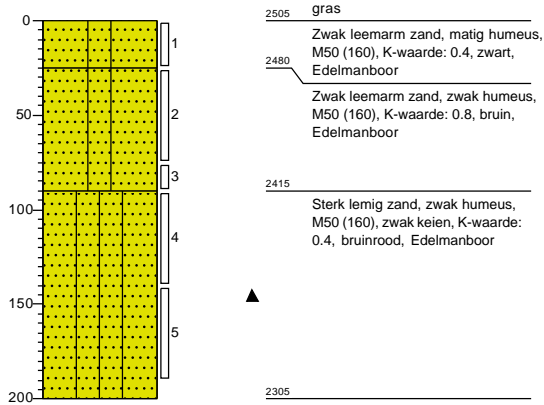 0
50
100
150
200
1
2
3
4
5
2505
gras
Zwak leemarm zand, matig humeus,
M50 (160), K-waarde: 0.4, zwart,
Edelmanboor
2480
Zwak leemarm zand, zwak humeus,
M50 (160), K-waarde: 0.8, bruin,
Edelmanboor
2415
Sterk lemig zand, zwak humeus,
M50 (160), zwak keien, K-waarde:
0.4, bruinrood, Edelmanboor
2305